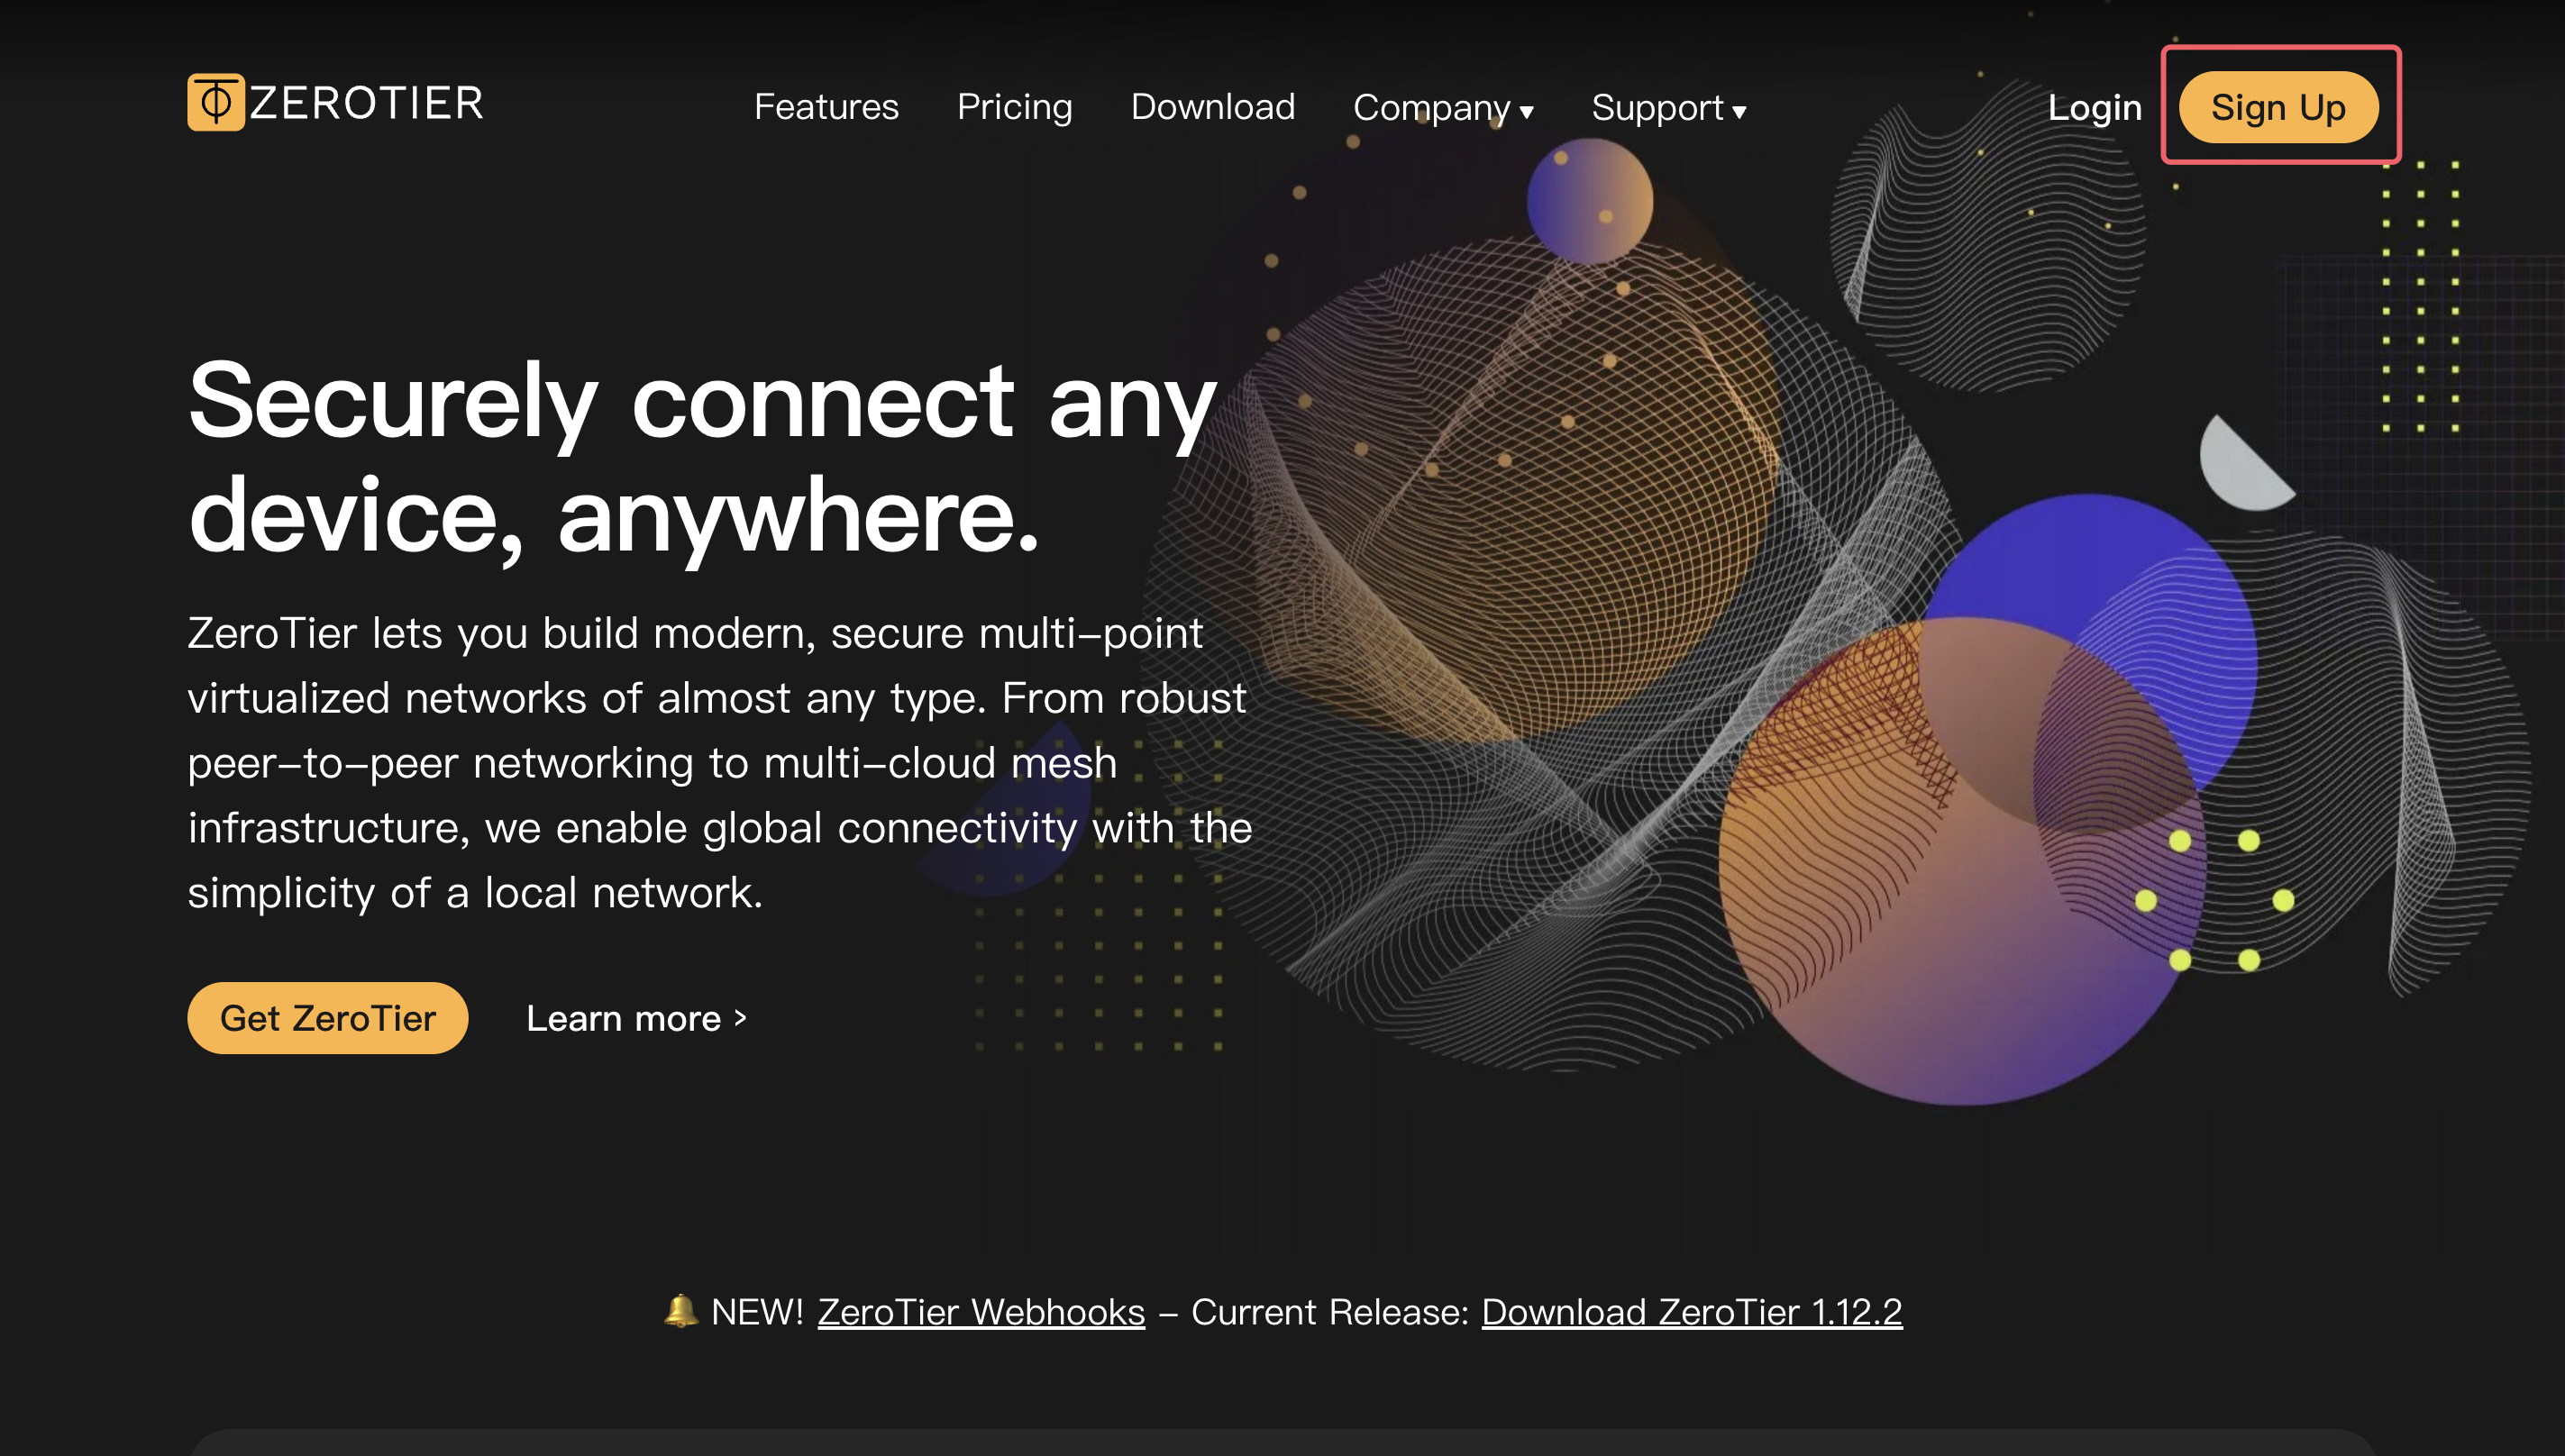 ZEROTIER
Features Pricing Download Company Support Login Sign Up
Securely connect any
device, anywhere.
ZeroTier lets you build modern, secure multi-point
virtualized networks of almost any type. From robust
peer-to-peer networking to multi-cloud mesh
infrastructure, we enable global connectivity with the
simplicity of a local network.
Get ZeroTier Learn more >
🔔 NEW! ZeroTier Webhooks - Current Release: Download ZeroTier 1.12.2